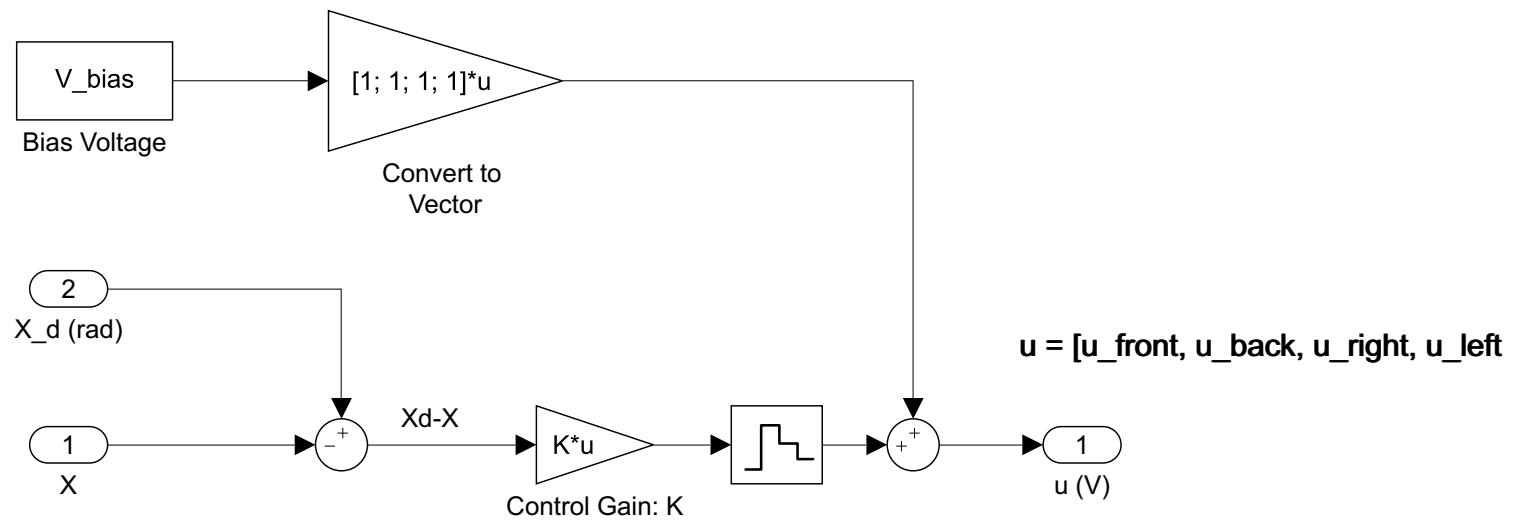 V_bias
Bias Voltage
[1; 1; 1; 1]*u
Convert to
Vector
2
X_d (rad)
u = [u_front, u_back, u_right, u_left
1
X
+
−
Xd-X
K*u
Control Gain: K
+
+
1
u (V)